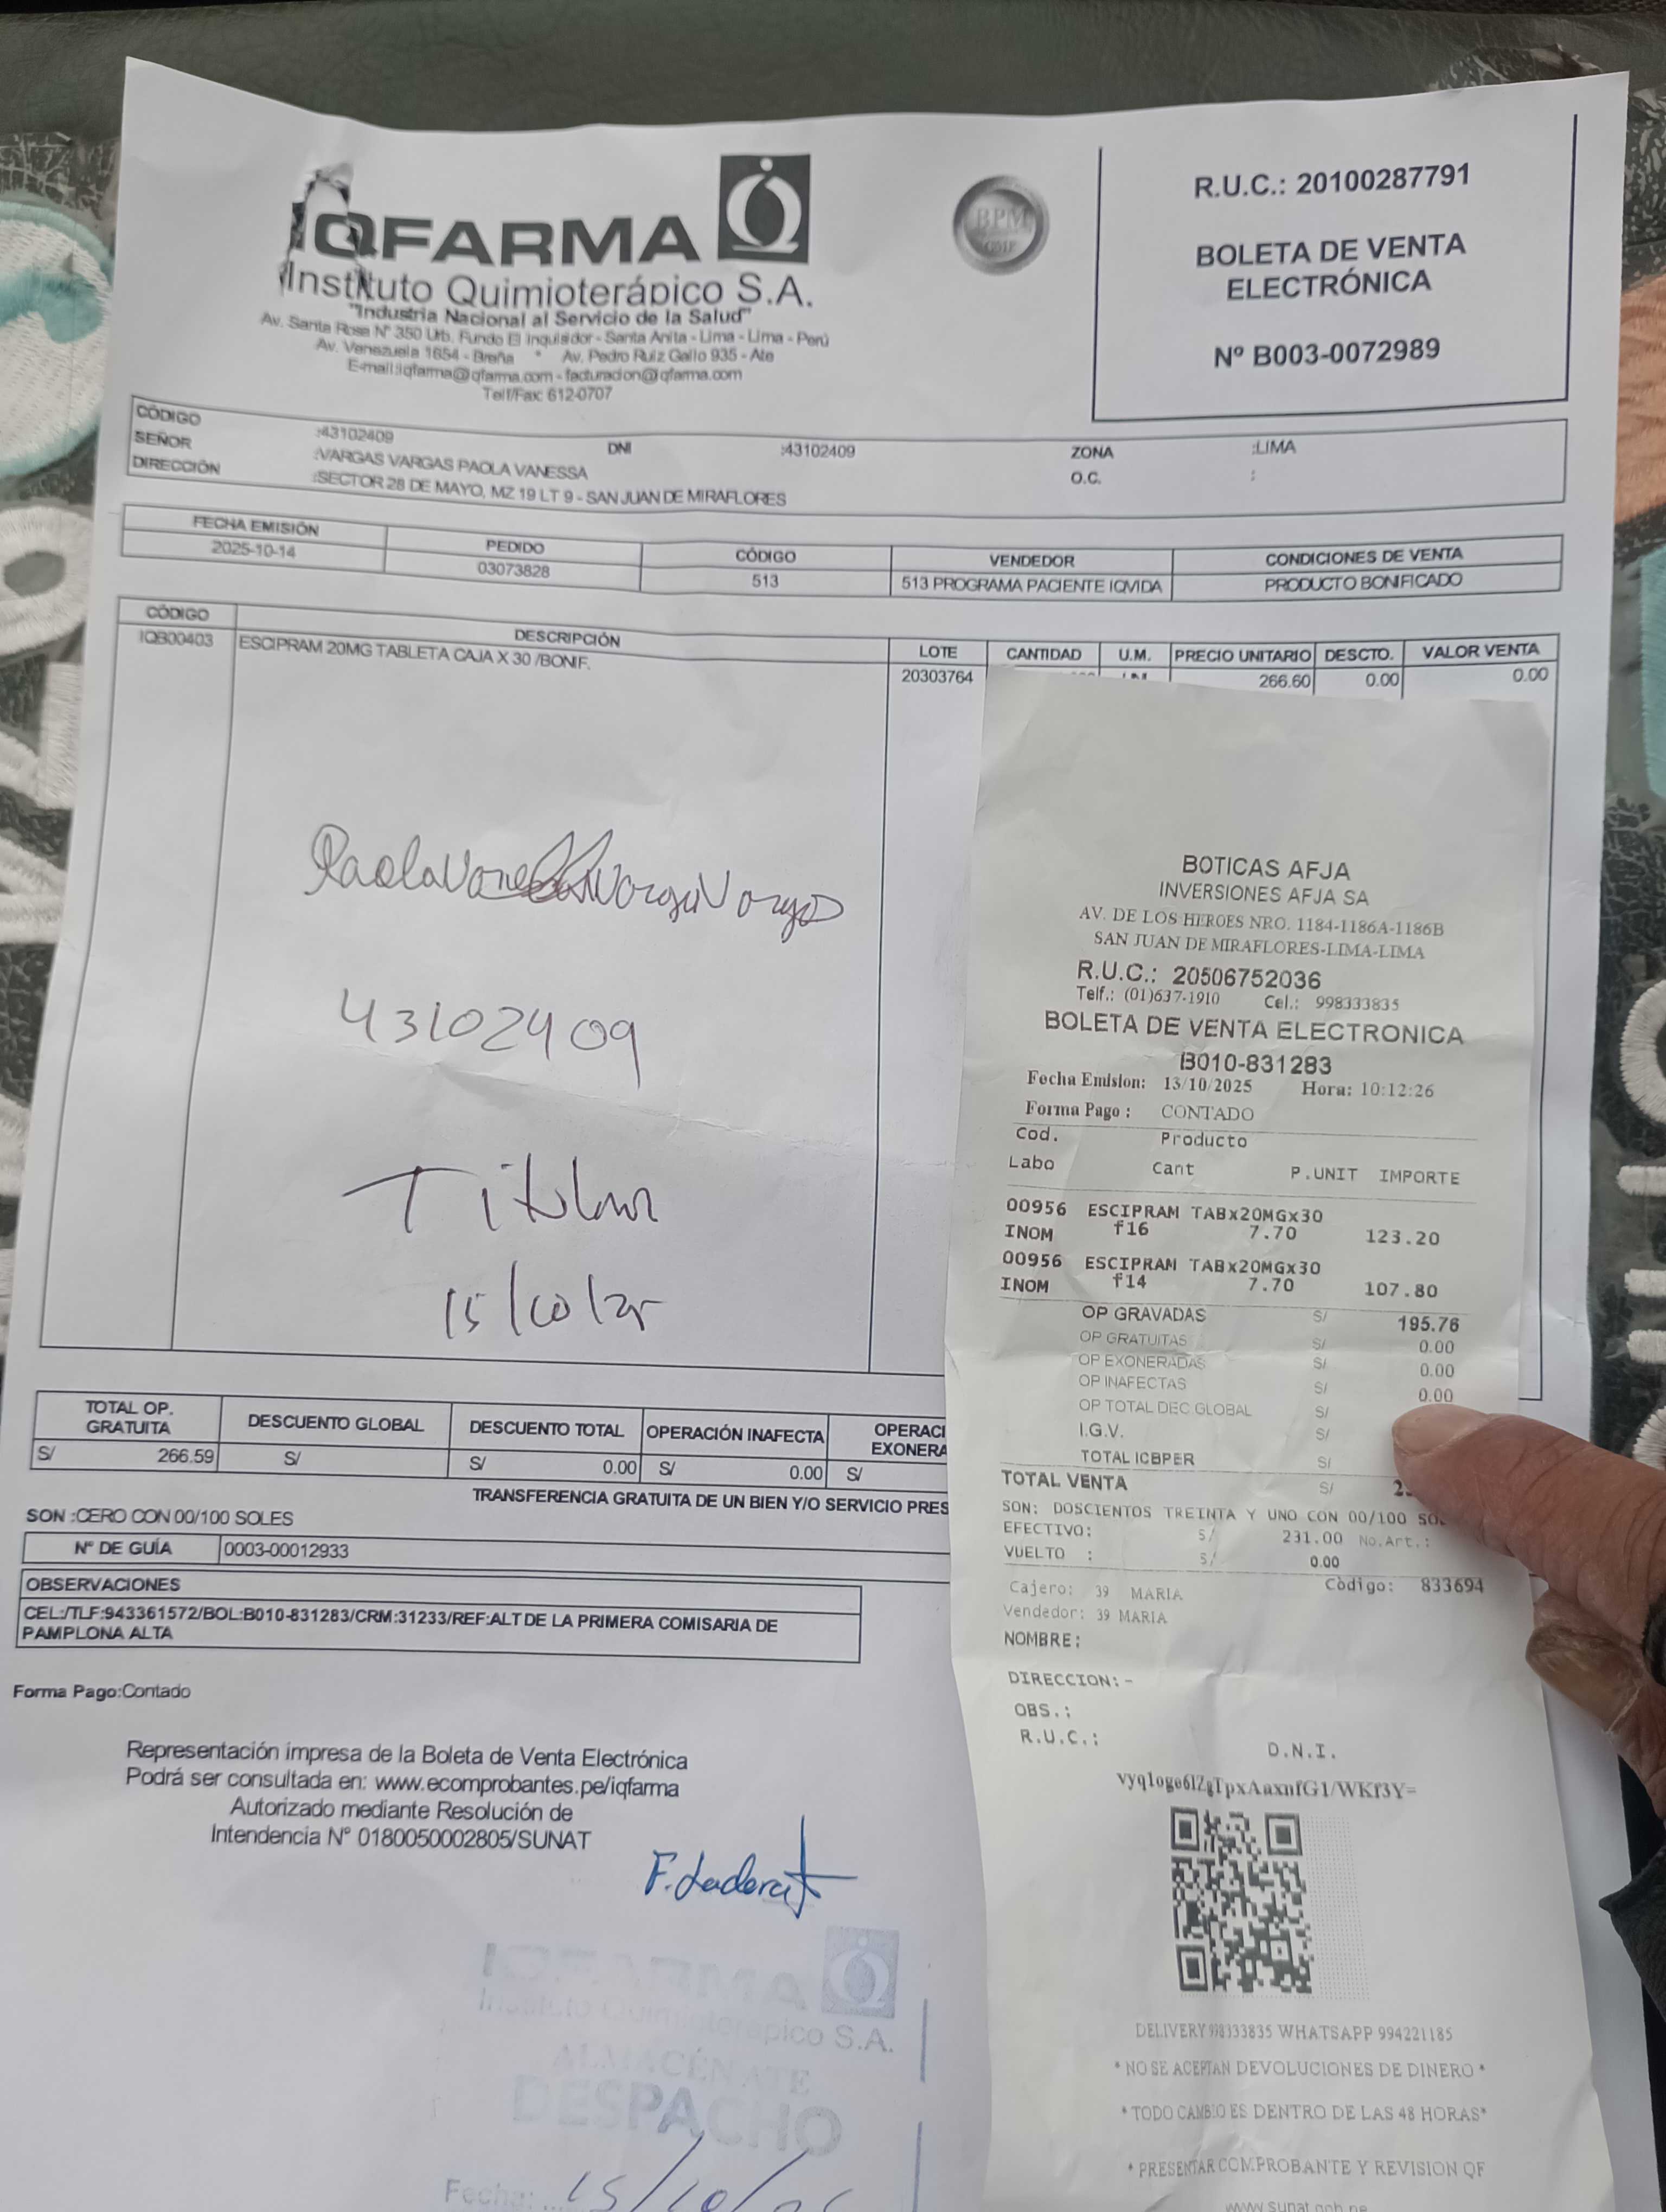 IQFARMA
Instituto Quimioterápico S.A.
"Industria Nacional al Servicio de la Salud"
Av. Santa Rosa N° 350 Urb. Fundo El Inquisidor - Santa Anita - Lima - Lima - Perú
Av. Venezuela 1654 - Breña * Av. Pedro Ruiz Gallo 935 - Ate
E-mail:iqfarma@qfarma.com - facturacion@iqfarma.com
Telf/Fax: 612-0707
BPM
R.U.C.: 20100287791
BOLETA DE VENTA
ELECTRÓNICA
Nº B003-0072989
CÓDIGO :43102409 DNI :43102409 ZONA :LIMA
SEÑOR :VARGAS VARGAS PAOLA VANESSA O.C. :
DIRECCIÓN :SECTOR 28 DE MAYO, MZ 19 LT 9 - SAN JUAN DE MIRAFLORES
FECHA EMISIÓN PEDIDO CÓDIGO VENDEDOR CONDICIONES DE VENTA
2025-10-14 03073828 513 513 PROGRAMA PACIENTE IQVIDA PRODUCTO BONIFICADO
CÓDIGO DESCRIPCIÓN LOTE CANTIDAD U.M. PRECIO UNITARIO DESCTO. VALOR VENTA
IQB00403 ESCIPRAM 20MG TABLETA CAJA X 30 /BONIF. 20303764 266.60 0.00 0.00
Paola Vanessa Vargas Vargas
43102409
Titular
15/10/25
TOTAL OP. GRATUITA DESCUENTO GLOBAL DESCUENTO TOTAL OPERACIÓN INAFECTA OPERACI EXONERA
S/ 266.59 S/ S/ 0.00 S/ 0.00 S/
TRANSFERENCIA GRATUITA DE UN BIEN Y/O SERVICIO PRES
SON :CERO CON 00/100 SOLES
N° DE GUÍA 0003-00012933
OBSERVACIONES
CEL:/TLF:943361572/BOL:B010-831283/CRM:31233/REF:ALT DE LA PRIMERA COMISARIA DE
PAMPLONA ALTA
Forma Pago:Contado
Representación impresa de la Boleta de Venta Electrónica
Podrá ser consultada en: www.ecomprobantes.pe/iqfarma
Autorizado mediante Resolución de
Intendencia N° 0180050002805/SUNAT
IQFARMA
Instituto Quimioterápico S.A.
ALMACÉN ATE
DESPACHO
Fecha: 15/10/25
BOTICAS AFJA
INVERSIONES AFJA SA
AV. DE LOS HEROES NRO. 1184-1186A-1186B
SAN JUAN DE MIRAFLORES-LIMA-LIMA
R.U.C.: 20506752036
Telf.: (01)637-1910 Cel.: 998333835
BOLETA DE VENTA ELECTRONICA
B010-831283
Fecha Emision: 13/10/2025 Hora: 10:12:26
Forma Pago : CONTADO
Cod. Producto
Labo Cant P.UNIT IMPORTE
00956 ESCIPRAM TABx20MGx30
INOM f16 7.70 123.20
00956 ESCIPRAM TABx20MGx30
INOM f14 7.70 107.80
OP GRAVADAS S/ 195.76
OP GRATUITAS S/ 0.00
OP EXONERADAS S/ 0.00
OP INAFECTAS S/ 0.00
OP TOTAL DEC GLOBAL S/
I.G.V. S/
TOTAL ICBPER S/
TOTAL VENTA S/
SON: DOSCIENTOS TREINTA Y UNO CON 00/100
EFECTIVO: S/ 231.00 No.Art.:
VUELTO : S/ 0.00
Código: 833694
Cajero: 39 MARIA
Vendedor: 39 MARIA
NOMBRE:
DIRECCION: -
OBS.:
R.U.C.: D.N.I.
DELIVERY 998333835 WHATSAPP 994221185
* NO SE ACEPTAN DEVOLUCIONES DE DINERO *
* TODO CAMBIO ES DENTRO DE LAS 48 HORAS*
* PRESENTAR COMPROBANTE Y REVISION QF